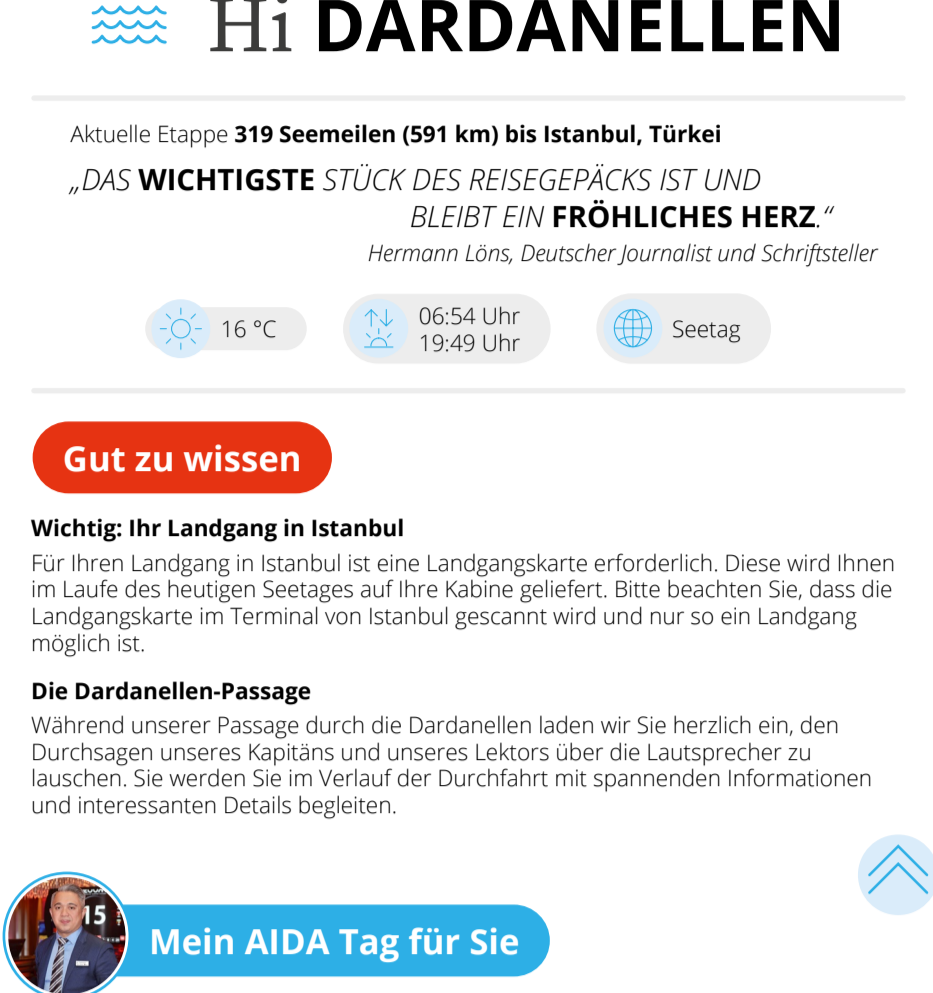 Hi DARDANELLEN
Aktuelle Etappe 319 Seemeilen (591 km) bis Istanbul, Türkei
„DAS WICHTIGSTE STÜCK DES REISEGEPÄCKS IST UND
BLEIBT EIN FRÖHLICHES HERZ.“
Hermann Löns, Deutscher Journalist und Schriftsteller
16 °C
06:54 Uhr
19:49 Uhr
Seetag
Gut zu wissen
Wichtig: Ihr Landgang in Istanbul
Für Ihren Landgang in Istanbul ist eine Landgangskarte erforderlich. Diese wird Ihnen
im Laufe des heutigen Seetages auf Ihre Kabine geliefert. Bitte beachten Sie, dass die
Landgangskarte im Terminal von Istanbul gescannt wird und nur so ein Landgang
möglich ist.
Die Dardanellen-Passage
Während unserer Passage durch die Dardanellen laden wir Sie herzlich ein, den
Durchsagen unseres Kapitäns und unseres Lektors über die Lautsprecher zu
lauschen. Sie werden Sie im Verlauf der Durchfahrt mit spannenden Informationen
und interessanten Details begleiten.
15
Mein AIDA Tag für Sie